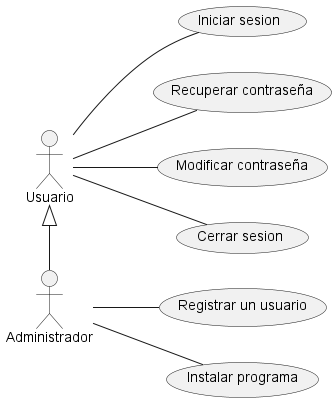 Iniciar sesion
Recuperar contraseña
Modificar contraseña
Usuario
Cerrar sesion
Registrar un usuario
Administrador
Instalar programa